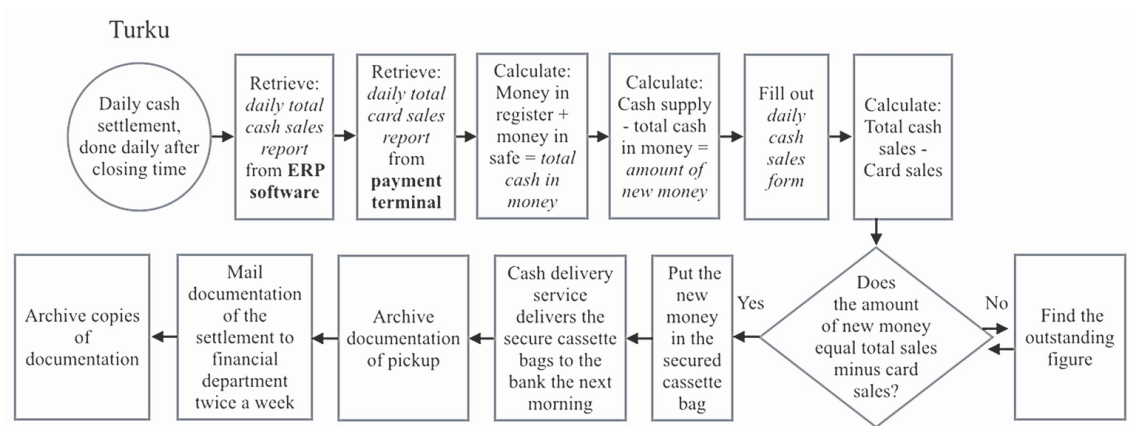 Turku
Daily cash
settlement,
done daily after
closing time
Retrieve:
daily total
cash sales
report
from ERP
software
Retrieve:
daily total
card sales
report
from
payment
terminal
Calculate:
Money in
register +
money in
safe = total
cash in
money
Calculate:
Cash supply
- total cash
in money =
amount of
new money
Fill out
daily
cash
sales
form
Calculate:
Total cash
sales -
Card sales
Does
the amount
of new money
equal total sales
minus card
sales?
No
Find the
outstanding
figure
Yes
Put the
new
money
in the
secured
cassette
bag
Cash delivery
service
delivers the
secure cassette
bags to the
bank the next
morning
Archive
documentation
of pickup
Mail
documentation
of the
settlement to
financial
department
twice a week
Archive copies
of
documentation